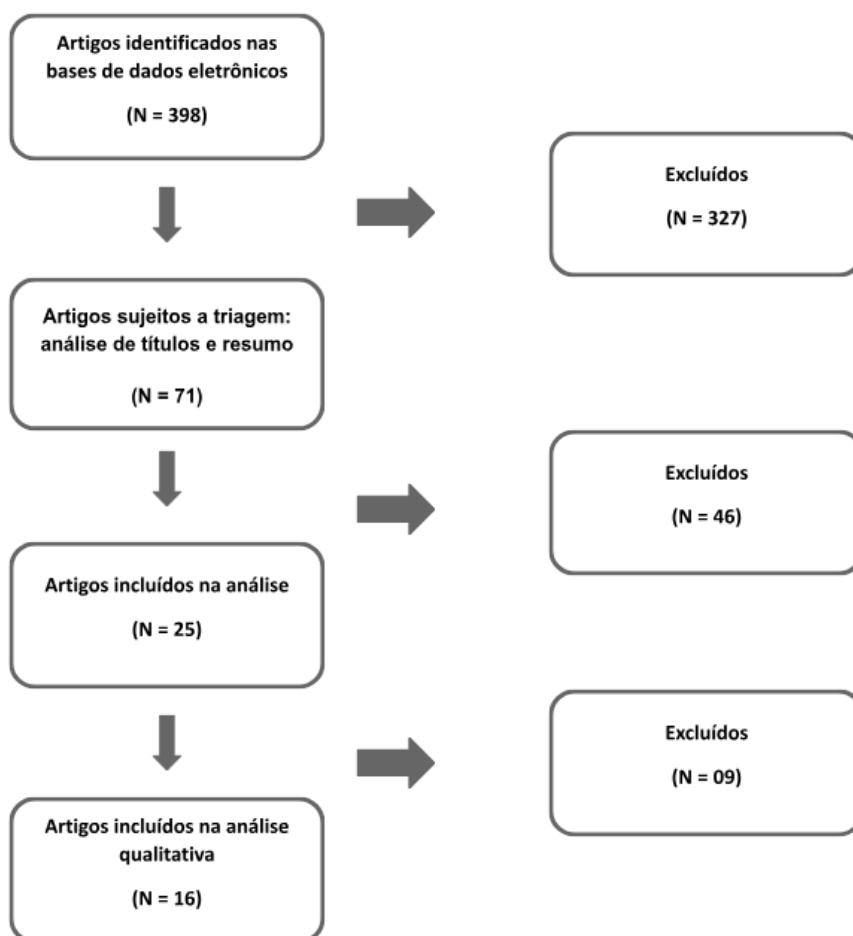 Artigos identificados nas
bases de dados eletrônicos
(N = 398)
Excluídos
(N = 327)
Artigos sujeitos a triagem:
análise de títulos e resumo
(N = 71)
Excluídos
(N = 46)
Artigos incluídos na análise
(N = 25)
Excluídos
(N = 09)
Artigos incluídos na análise
qualitativa
(N = 16)